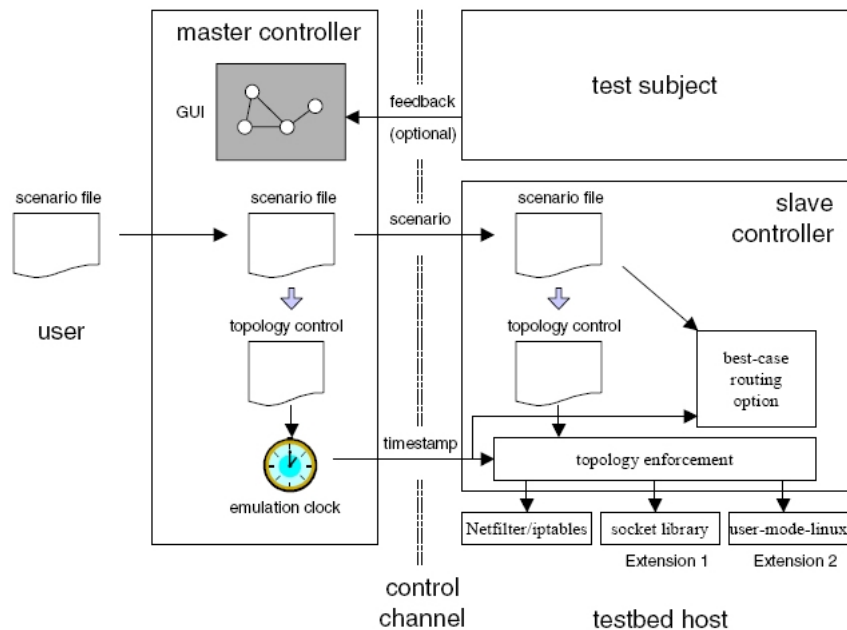 master controller
GUI
test subject
feedback
(optional)
scenario file
scenario file
scenario
scenario file
slave
controller
user
topology control
topology control
best-case
routing
option
timestamp
topology enforcement
emulation clock
Netfilter/iptables
socket library
user-mode-linux
Extension 1
Extension 2
control
channel
testbed host